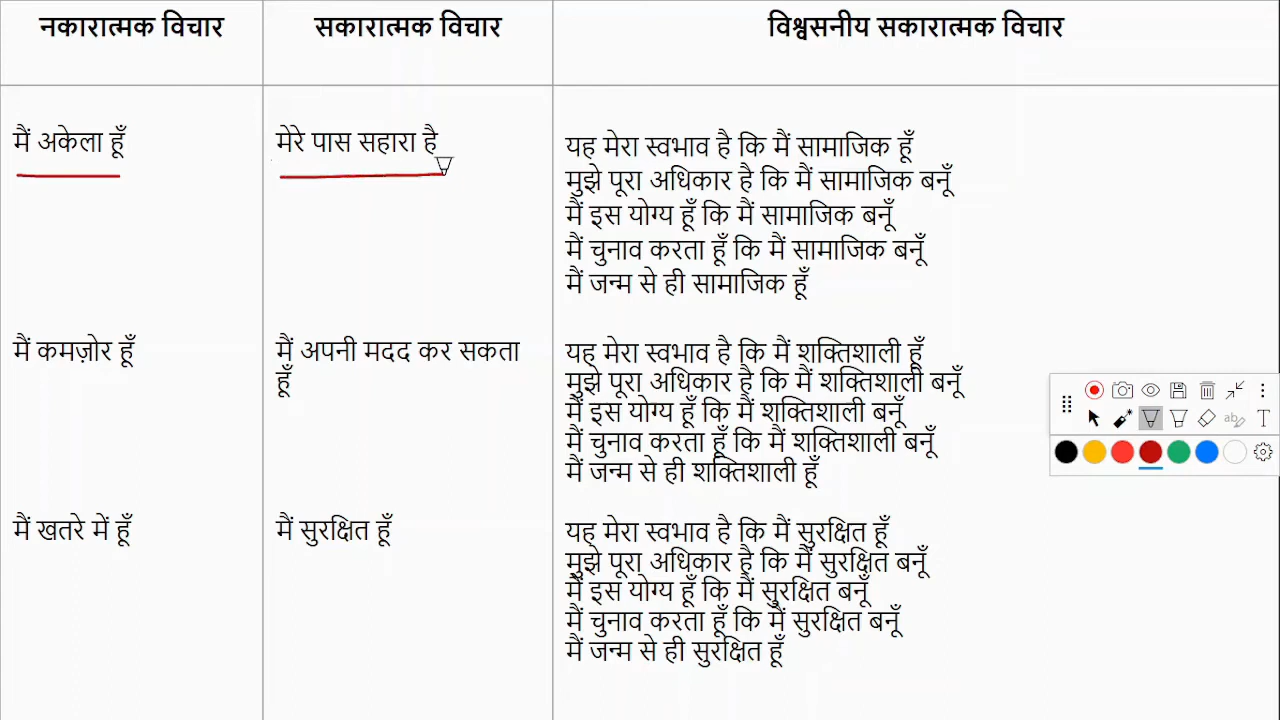 नकारात्मक विचार
सकारात्मक विचार
विश्वसनीय सकारात्मक विचार
मैं अकेला हूँ
मेरे पास सहारा है
यह मेरा स्वभाव है कि मैं सामाजिक हूँ
मुझे पूरा अधिकार है कि मैं सामाजिक बनूँ
मैं इस योग्य हूँ कि मैं सामाजिक बनूँ
मैं चुनाव करता हूँ कि मैं सामाजिक बनूँ
मैं जन्म से ही सामाजिक हूँ
मैं कमज़ोर हूँ
मैं अपनी मदद कर सकता
हूँ
यह मेरा स्वभाव है कि मैं शक्तिशाली हूँ
मुझे पूरा अधिकार है कि मैं शक्तिशाली बनूँ
मैं इस योग्य हूँ कि मैं शक्तिशाली बनूँ
मैं चुनाव करता हूँ कि मैं शक्तिशाली बनूँ
मैं जन्म से ही शक्तिशाली हूँ
मैं खतरे में हूँ
मैं सुरक्षित हूँ
यह मेरा स्वभाव है कि मैं सुरक्षित हूँ
मुझे पूरा अधिकार है कि मैं सुरक्षित बनूँ
मैं इस योग्य हूँ कि मैं सुरक्षित बनूँ
मैं चुनाव करता हूँ कि मैं सुरक्षित बनूँ
मैं जन्म से ही सुरक्षित हूँ
ab
T